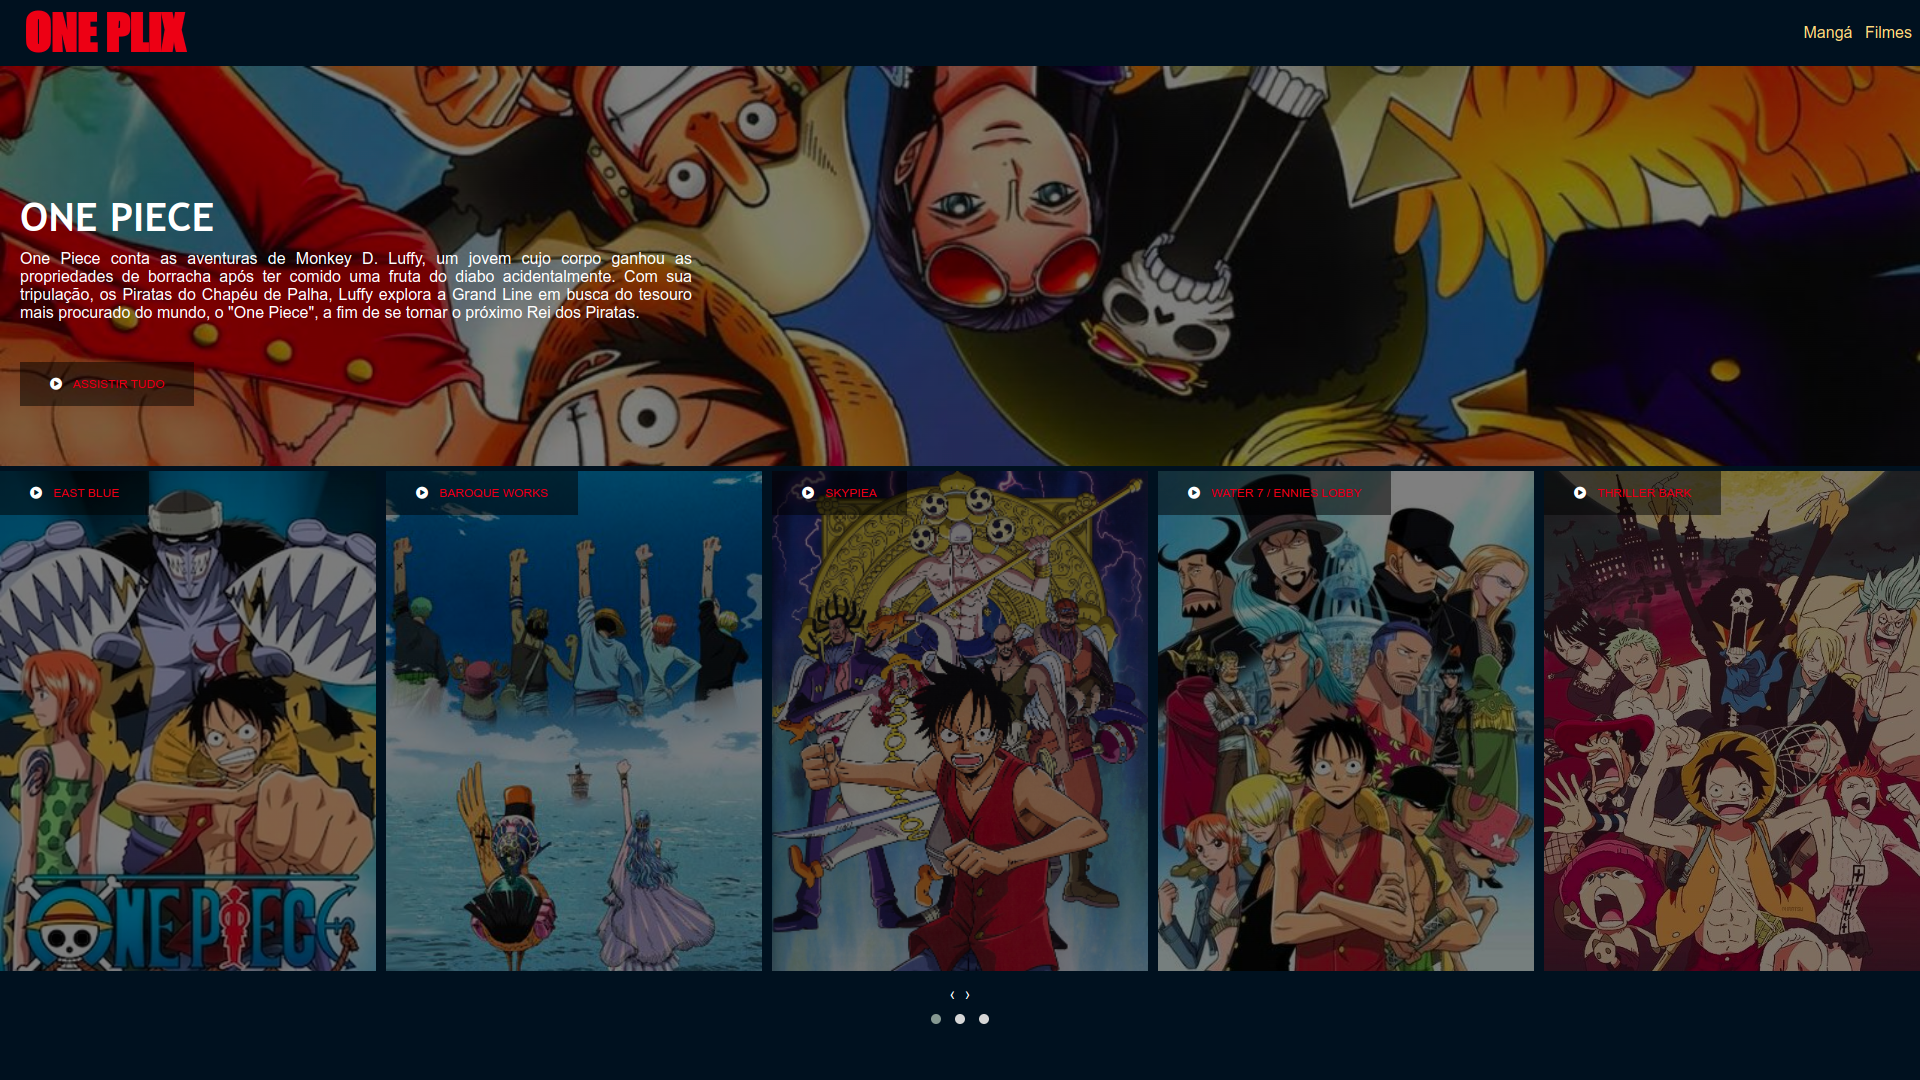 ONE PLIX
Mangá Filmes
ONE PIECE
One Piece conta as aventuras de Monkey D. Luffy, um jovem cujo corpo ganhou as
propriedades de borracha após ter comido uma fruta do diabo acidentalmente. Com sua
tripulação, os Piratas do Chapéu de Palha, Luffy explora a Grand Line em busca do tesouro
mais procurado do mundo, o "One Piece", a fim de se tornar o próximo Rei dos Piratas.
ASSISTIR TUDO
EAST BLUE
BAROQUE WORKS
SKYPIEA
WATER 7 / ENNIES LOBBY
THRILLER BARK
ONE PIECE
‹ ›